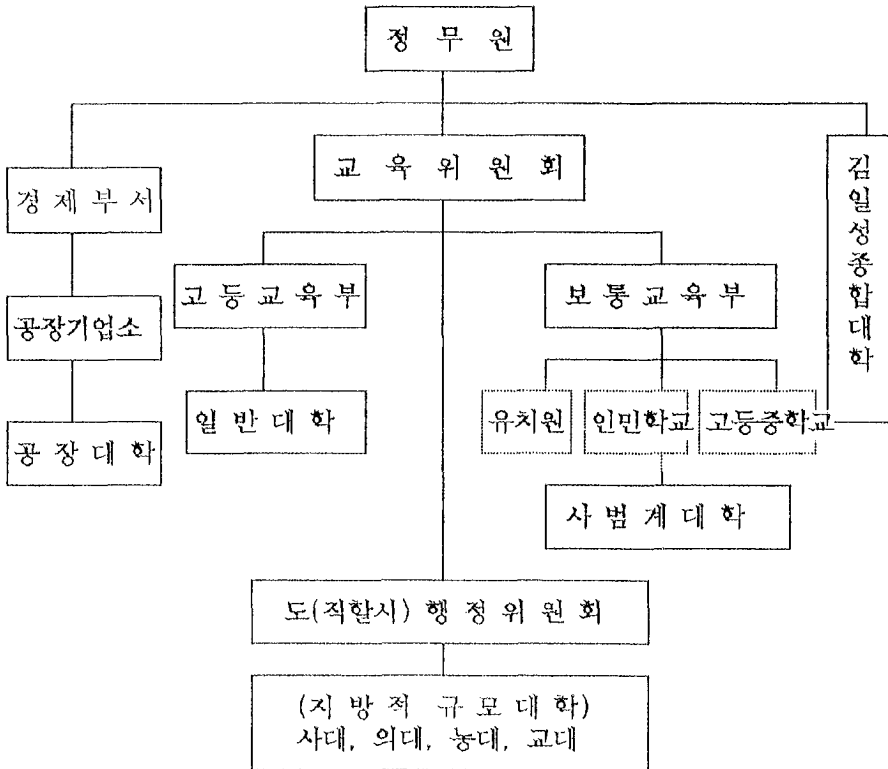 정 무 원
교 육 위 원 회
김일성종합대학
경 제 부 서
고 등 교 육 부
보 통 교 육 부
공장기업소
일 반 대 학
유치원
인민학교
고등중학교
공 장 대 학
사 범 계 대 학
도(직할시) 행 정 위 원 회
(지 방 적 규 모 대 학)
사대, 의대, 농대, 교대